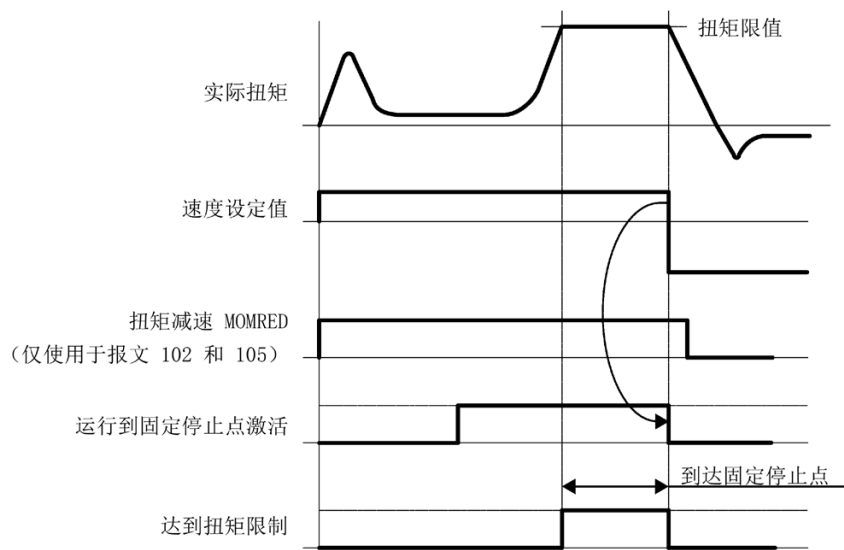 扭矩限值
实际扭矩
速度设定值
扭矩减速 MOMRED
（仅使用于报文 102 和 105）
运行到固定停止点激活
到达固定停止点
达到扭矩限制